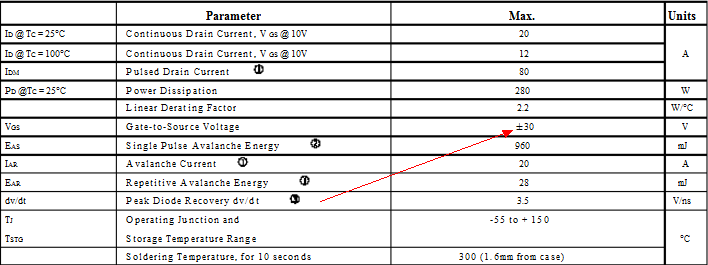 Parameter Max. Units
ID @Tc = 25°C Continuous Drain Current, VGS @ 10V 20
ID @ Tc = 100°C Continuous Drain Current, VGS @ 10V 12 A
IDM Pulsed Drain Current ① 80
PD @Tc = 25°C Power Dissipation 280 W
Linear Derating Factor 2.2 W/°C
VGS Gate-to-Source Voltage ±30 V
EAS Single Pulse Avalanche Energy ② 960 mJ
IAR Avalanche Current ① 20 A
EAR Repetitive Avalanche Energy ① 28 mJ
dv/dt Peak Diode Recovery dv/dt ③ 3.5 V/ns
TJ Operating Junction and -55 to + 150
TSTG Storage Temperature Range °C
Soldering Temperature, for 10 seconds 300 (1.6mm from case)